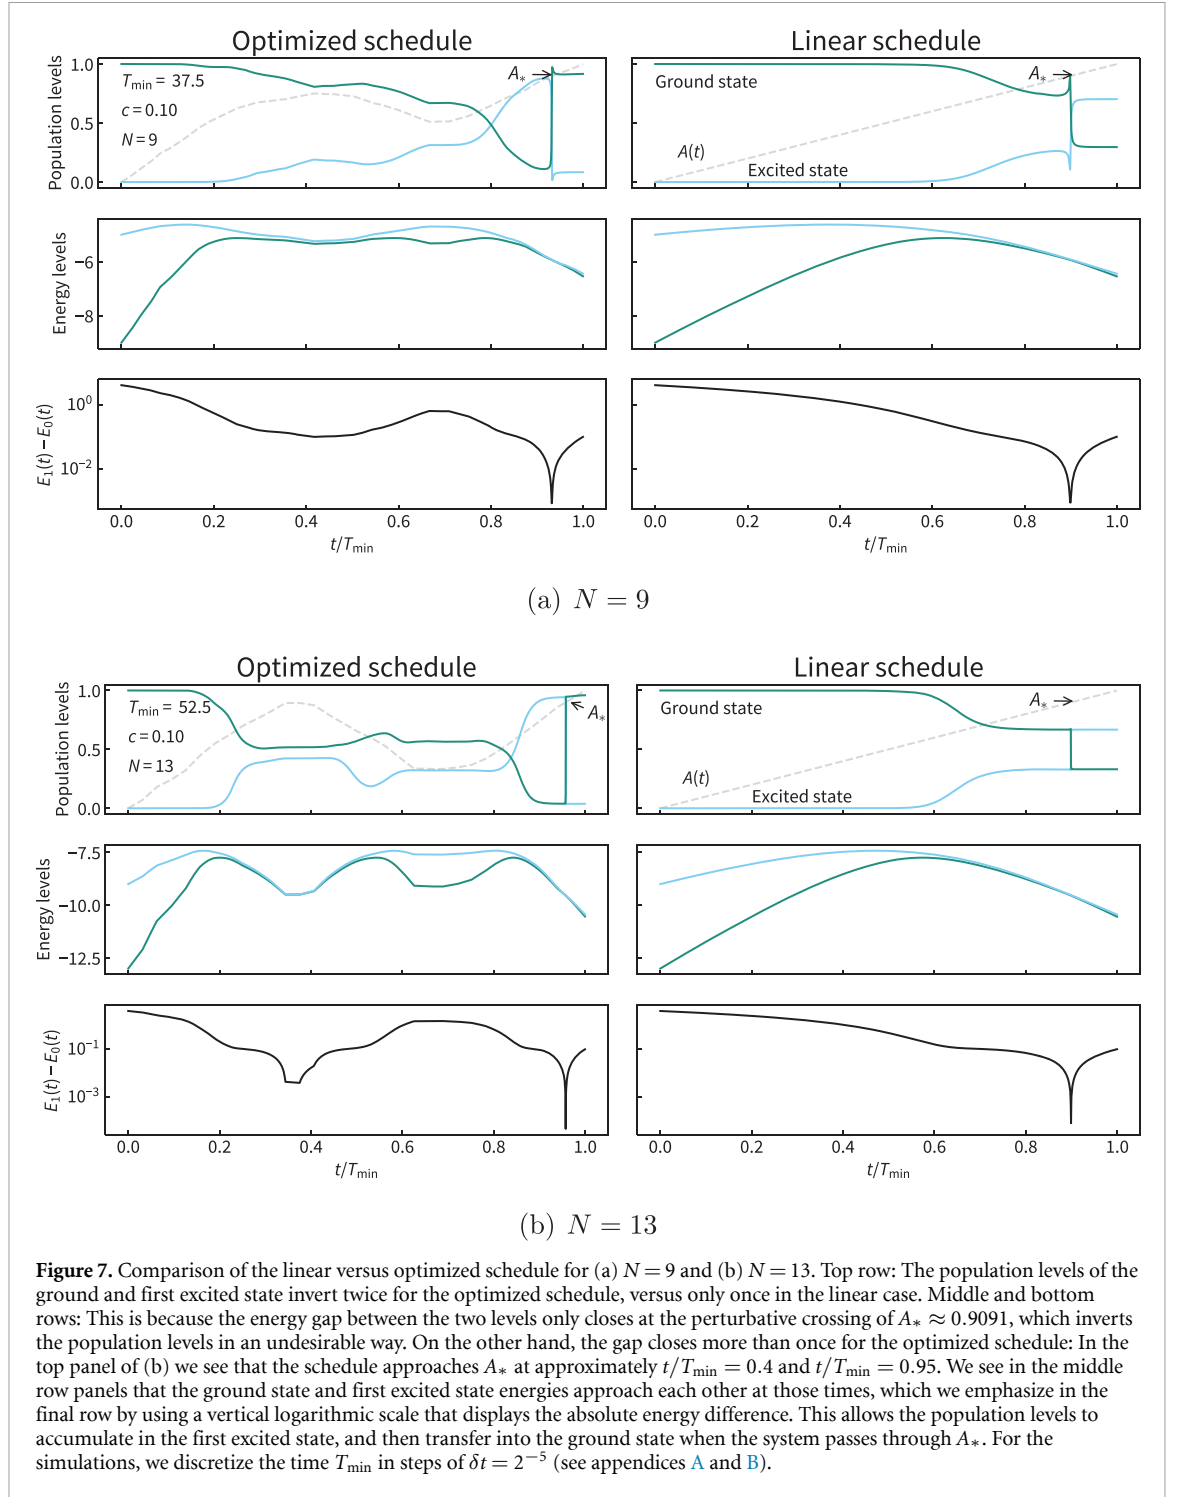 Optimized schedule
Linear schedule
Population levels
1.0
0.5
0.0
T_min = 37.5
c = 0.10
N = 9
A_*
Ground state
A(t)
Excited state
A_*
Energy levels
−6
−8
E_1(t) − E_0(t)
10^0
10^−2
0.0 0.2 0.4 0.6 0.8 1.0
t/T_min
0.0 0.2 0.4 0.6 0.8 1.0
t/T_min
(a) N = 9
Optimized schedule
Linear schedule
Population levels
1.0
0.5
0.0
T_min = 52.5
c = 0.10
N = 13
A_*
Ground state
A(t)
Excited state
A_*
Energy levels
−7.5
−10.0
−12.5
E_1(t) − E_0(t)
10^−1
10^−3
0.0 0.2 0.4 0.6 0.8 1.0
t/T_min
0.0 0.2 0.4 0.6 0.8 1.0
t/T_min
(b) N = 13
Figure 7. Comparison of the linear versus optimized schedule for (a) N = 9 and (b) N = 13. Top row: The population levels of the
ground and first excited state invert twice for the optimized schedule, versus only once in the linear case. Middle and bottom
rows: This is because the energy gap between the two levels only closes at the perturbative crossing of A_* ≈ 0.9091, which inverts
the population levels in an undesirable way. On the other hand, the gap closes more than once for the optimized schedule: In the
top panel of (b) we see that the schedule approaches A_* at approximately t/T_min = 0.4 and t/T_min = 0.95. We see in the middle
row panels that the ground state and first excited state energies approach each other at those times, which we emphasize in the
final row by using a vertical logarithmic scale that displays the absolute energy difference. This allows the population levels to
accumulate in the first excited state, and then transfer into the ground state when the system passes through A_*. For the
simulations, we discretize the time T_min in steps of δt = 2^−5 (see appendices A and B).